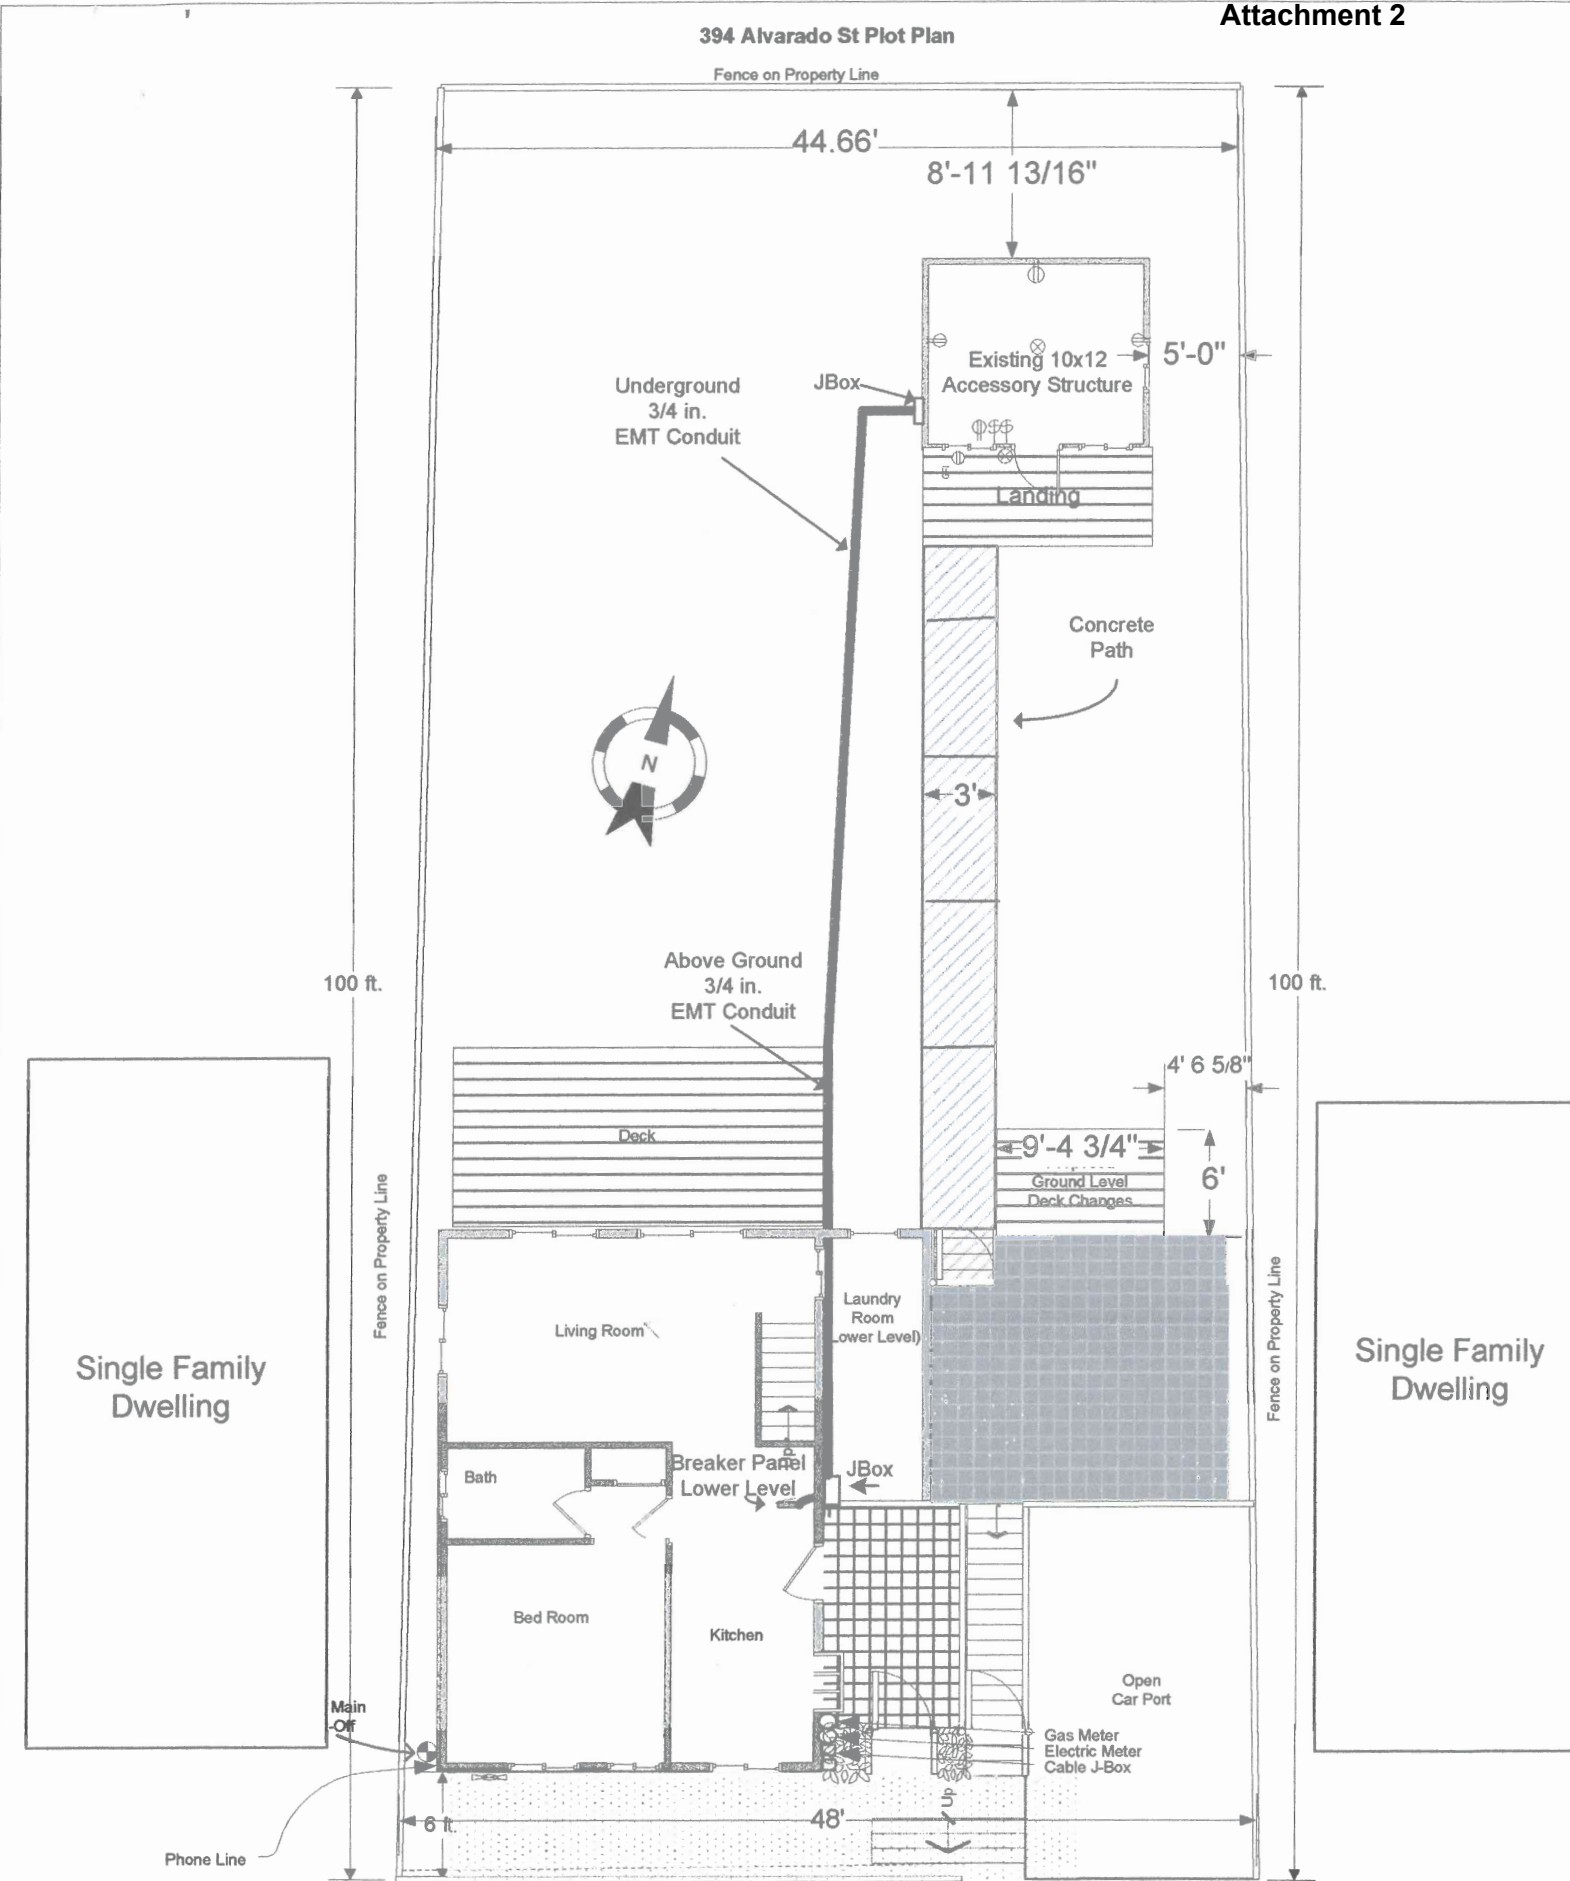 Attachment 2
394 Alvarado St Plot Plan
Fence on Property Line
44.66'
8'-11 13/16"
Existing 10x12
Accessory Structure
5'-0"
JBox
Underground
3/4 in.
EMT Conduit
Landing
Concrete
Path
N
3'
Above Ground
3/4 in.
EMT Conduit
100 ft.
100 ft.
4' 6 5/8"
Deck
9'-4 3/4"
6'
Ground Level
Deck Changes
Fence on Property Line
Fence on Property Line
Laundry
Room
ower Level)
Living Room
Single Family
Dwelling
Single Family
Dwelling
Up
Breaker Panel
Lower Level
JBox
Bath
Bed Room
Kitchen
Open
Car Port
Main
-Off
Gas Meter
Electric Meter
Cable J-Box
Up
48'
6 ft.
Phone Line